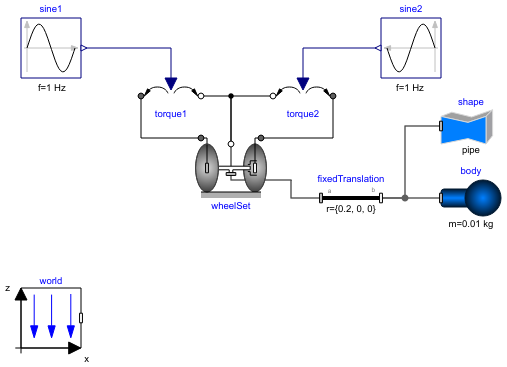 sine1
sine2
f=1 Hz
f=1 Hz
torque1
torque2
shape
pipe
wheelSet
fixedTranslation
a
b
r={0.2, 0, 0}
body
m=0.01 kg
world
z
x